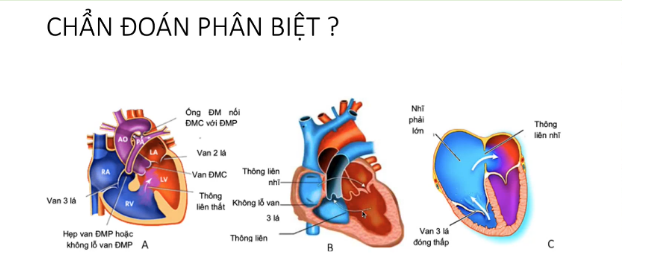 CHẨN ĐOÁN PHÂN BIỆT ?
Ống ĐM nối
ĐMC với ĐMP
AO
PA
LA
Van 2 lá
RA
Van ĐMC
LV
Van 3 lá
RV
Thông
liên thất
Hẹp van ĐMP hoặc
không lỗ van ĐMP
A
Thông liên
nhĩ
Không lỗ van
3 lá
Thông liên
B
Nhĩ
phải
lớn
Thông
liên nhĩ
Van 3 lá
đóng thấp
C